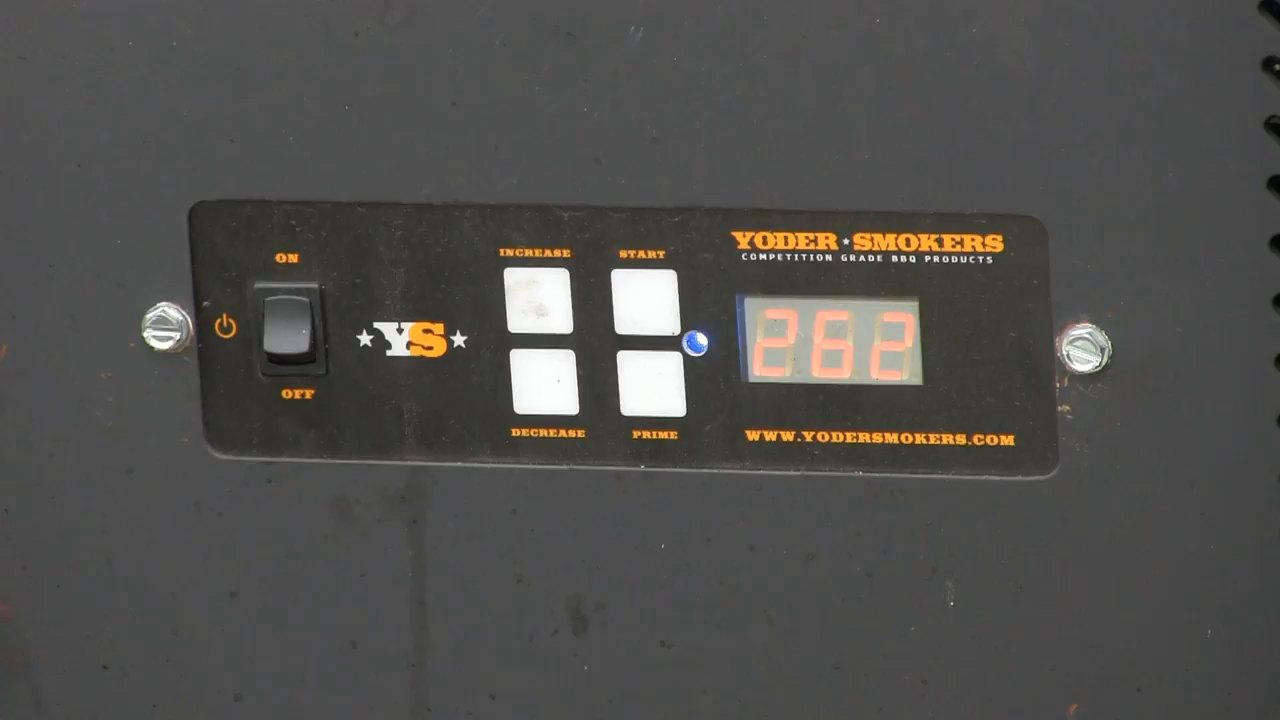 ON
OFF
YS
INCREASE
START
DECREASE
PRIME
YODER SMOKERS
COMPETITION GRADE BBQ PRODUCTS
262
WWW.YODERSMOKERS.COM